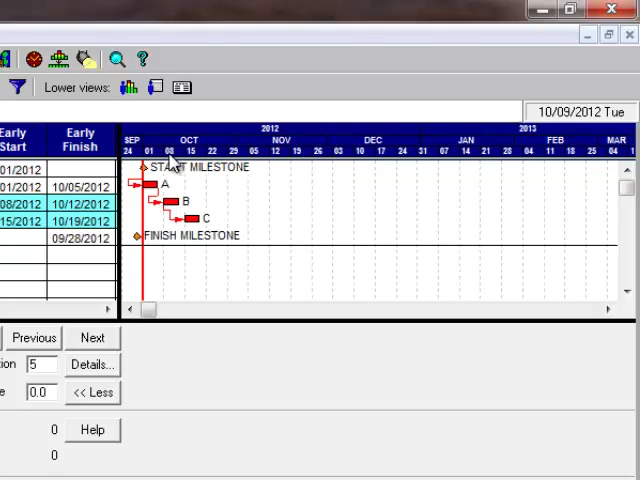 Lower views:
10/09/2012 Tue
Early Start
Early Finish
2012
2013
SEP OCT NOV DEC JAN FEB MAR
24 01 08 15 22 29 05 12 19 26 03 10 17 24 31 07 14 21 28 04 11 18 25 04 1
01/2012
START MILESTONE
01/2012 10/05/2012 A
08/2012 10/12/2012 B
15/2012 10/19/2012 C
09/28/2012 FINISH MILESTONE
Previous Next
tion 5 Details...
e 0.0 << Less
0 Help
0